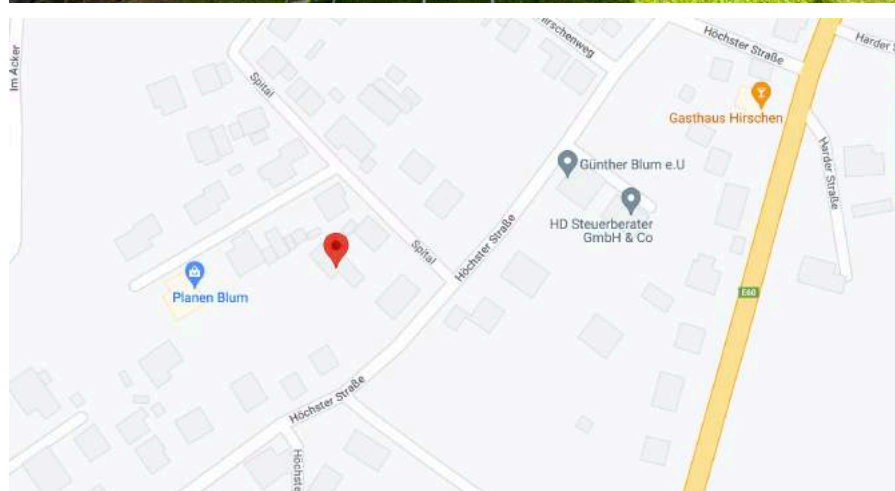 Im Acker
Spital
Hirschenweg
Höchster Straße
Harder S
Gasthaus Hirschen
Günther Blum e.U
HD Steuerberater
GmbH & Co
Harder Straße
Spital
Höchster Straße
Planen Blum
E60
Höchster Straße
Höchste